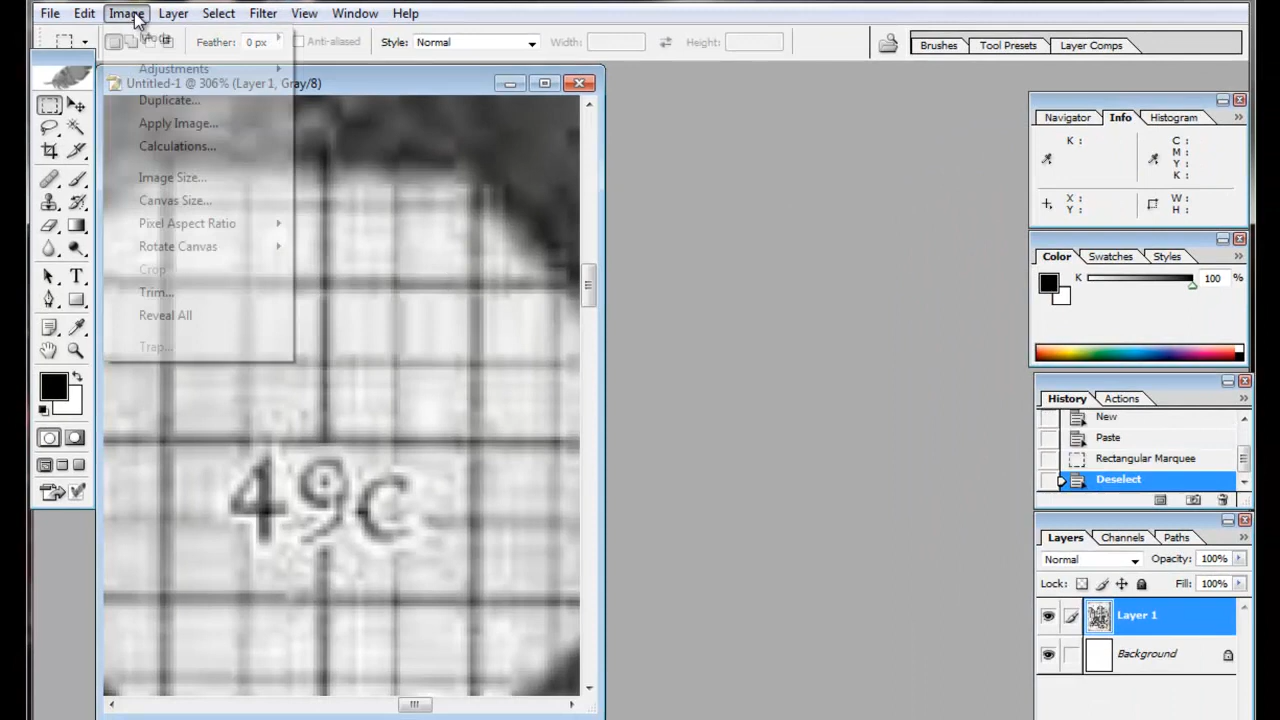 File Edit Image Layer Select Filter View Window Help
Feather: 0 px Anti-aliased Style: Normal Width: Height: Brushes Tool Presets Layer Comps
Mode
Adjustments
Untitled-1 @ 306% (Layer 1, Gray/8)
Duplicate...
Apply Image...
Calculations...
Image Size...
Canvas Size...
Pixel Aspect Ratio
Rotate Canvas
Crop
Trim...
Reveal All
Trap...
49c
T
Navigator Info Histogram
K :
C :
M :
Y :
K :
X :
Y :
W :
H :
Color Swatches Styles
K 100 %
History Actions
New
Paste
Rectangular Marquee
Deselect
Layers Channels Paths
Normal Opacity: 100%
Lock: Fill: 100%
Layer 1
Background